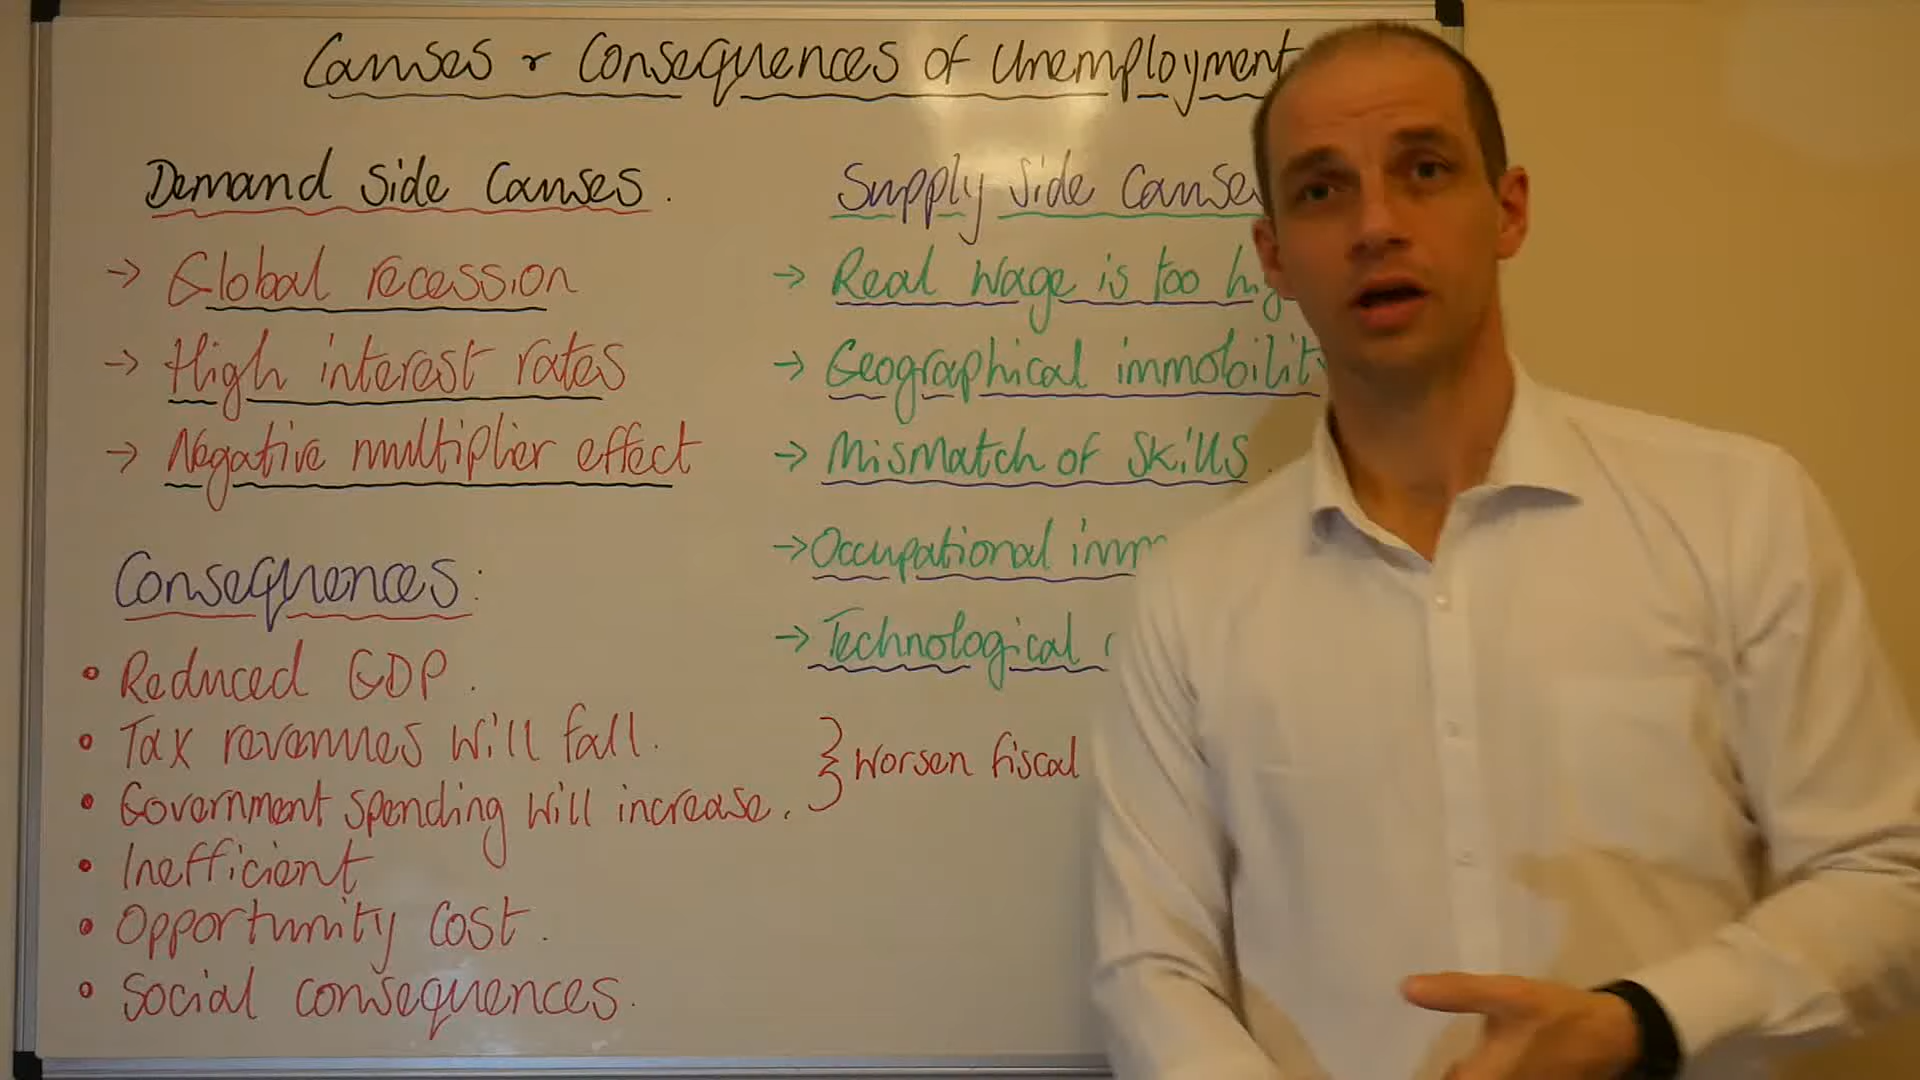 Causes & Consequences of Unemployment
Demand Side Causes.
→ Global recession
→ High interest rates
→ Negative multiplier effect
Supply Side
→ Real wage is too
→ Geographical
→ Mismatch of skills.
→ Occupational
→ Technological
Consequences:
• Reduced GDP.
• Tax revenues will fall.
• Government spending will increase.
} Worsen fiscal
• Inefficient
• Opportunity cost.
• Social consequences.